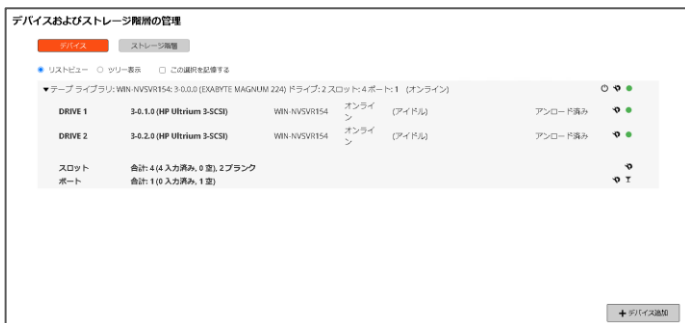 デバイスおよびストレージ階層の管理
デバイス ストレージ階層
リストビュー ツリー表示 この選択を記憶する
▼テープ ライブラリ: WIN-NVSVR154: 3-0.0.0 (EXABYTE MAGNUM 224) ドライブ: 2 スロット: 4 ポート: 1 (オンライン)
DRIVE 1 3-0.1.0 (HP Ultrium 3-SCSI) WIN-NVSVR154 オンライン (アイドル) アンロード済み
DRIVE 2 3-0.2.0 (HP Ultrium 3-SCSI) WIN-NVSVR154 オンライン (アイドル) アンロード済み
スロット 合計: 4 (4 入力済み, 0 空), 2 ブランク
ポート 合計: 1 (0 入力済み, 1 空)
+ デバイス追加